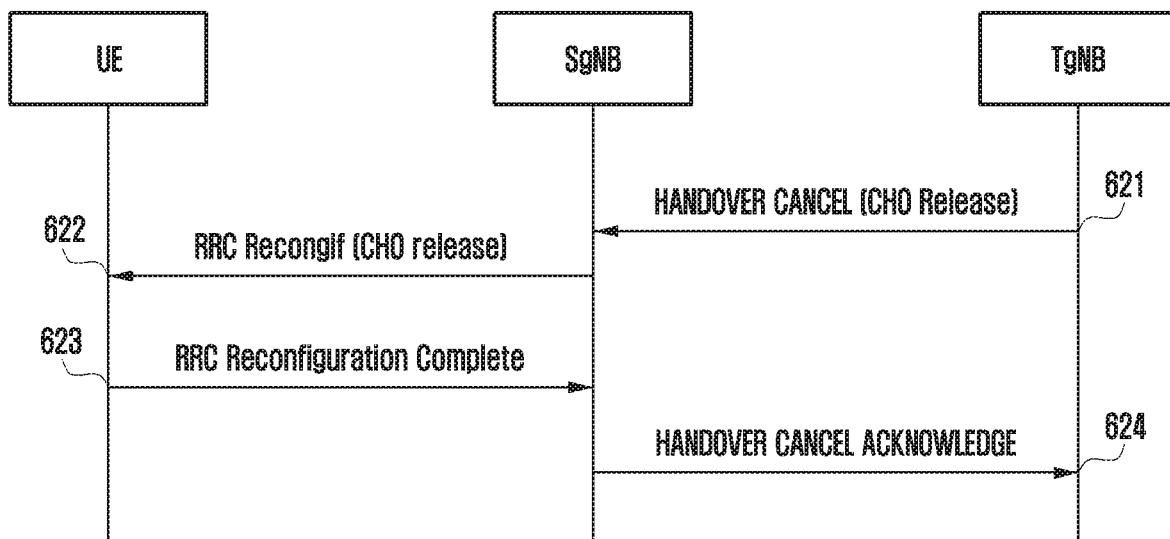 UE
SgNB
TgNB
621
HANDOVER CANCEL (CHO Release)
622
RRC Recongif (CHO release)
623
RRC Reconfiguration Complete
624
HANDOVER CANCEL ACKNOWLEDGE